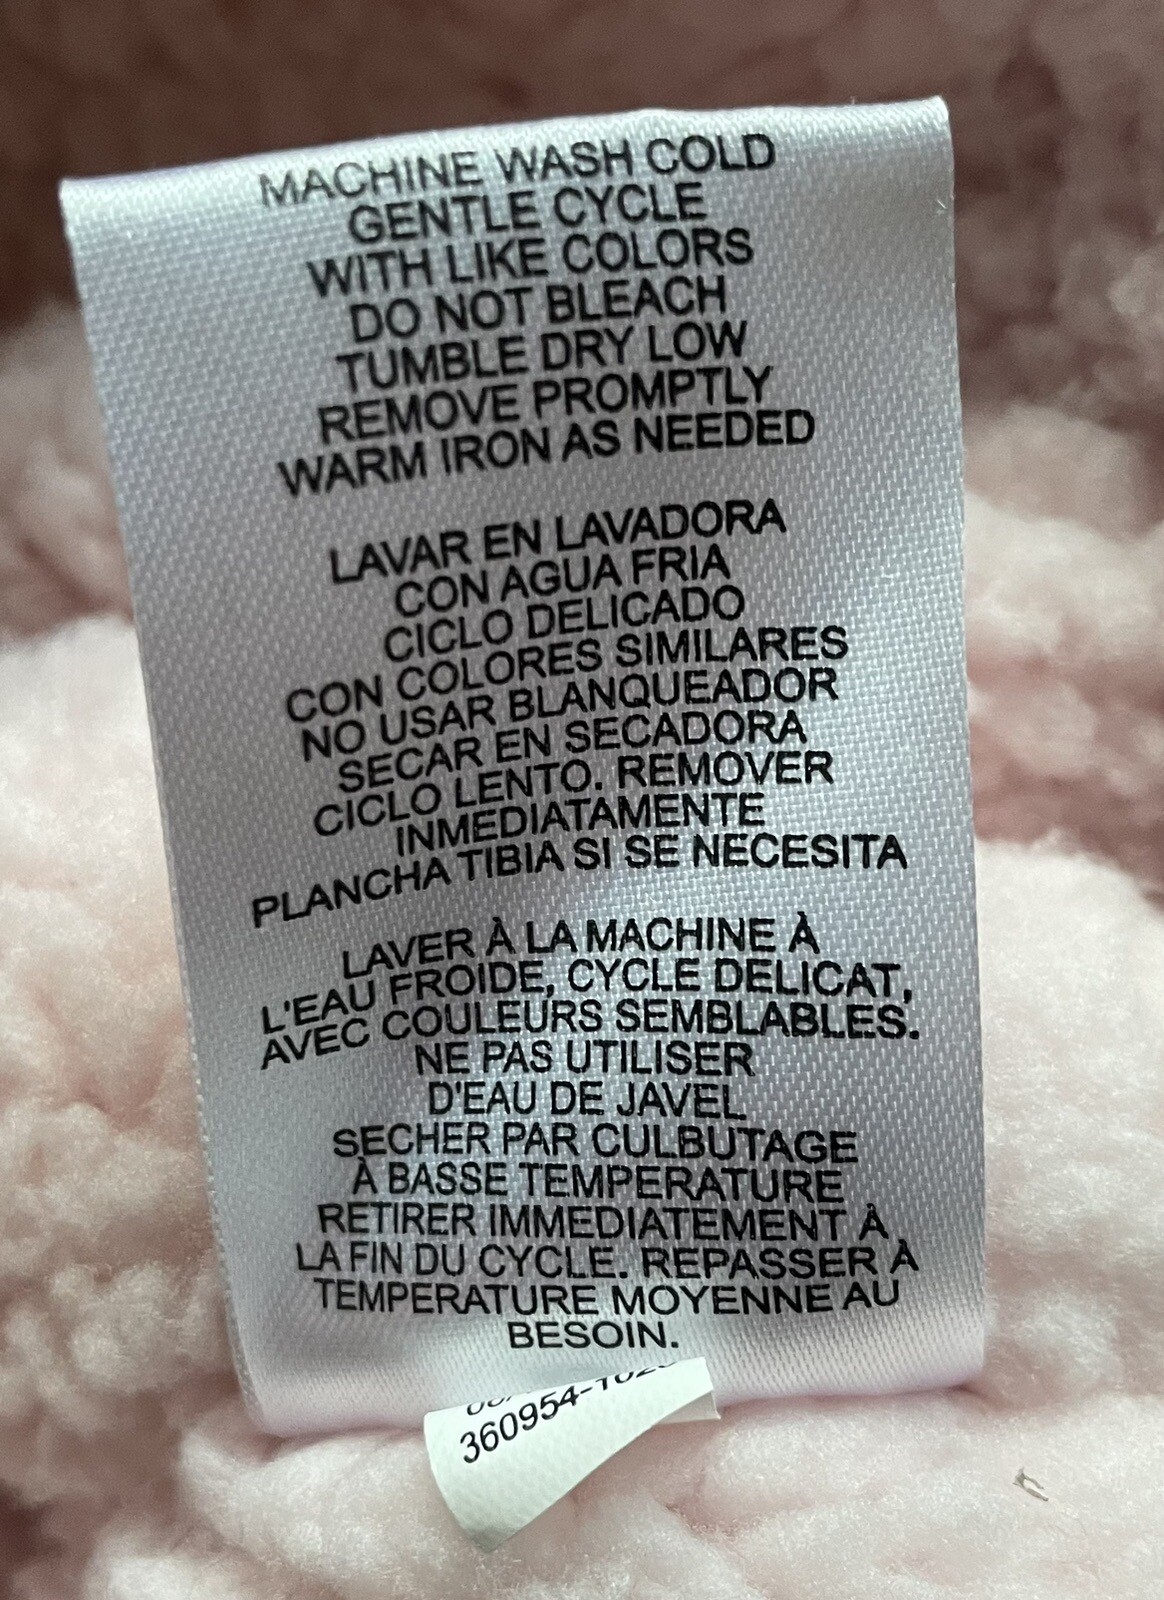 MACHINE WASH COLD
GENTLE CYCLE
WITH LIKE COLORS
DO NOT BLEACH
TUMBLE DRY LOW
REMOVE PROMPTLY
WARM IRON AS NEEDED
LAVAR EN LAVADORA
CON AGUA FRIA
CICLO DELICADO
CON COLORES SIMILARES
NO USAR BLANQUEADOR
SECAR EN SECADORA
CICLO LENTO. REMOVER
INMEDIATAMENTE
PLANCHA TIBIA SI SE NECESITA
LAVER À LA MACHINE À
L'EAU FROIDE, CYCLE DELICAT,
AVEC COULEURS SEMBLABLES.
NE PAS UTILISER
D'EAU DE JAVEL
SECHER PAR CULBUTAGE
À BASSE TEMPERATURE
RETIRER IMMEDIATEMENT À
LA FIN DU CYCLE. REPASSER À
TEMPERATURE MOYENNE AU
BESOIN.